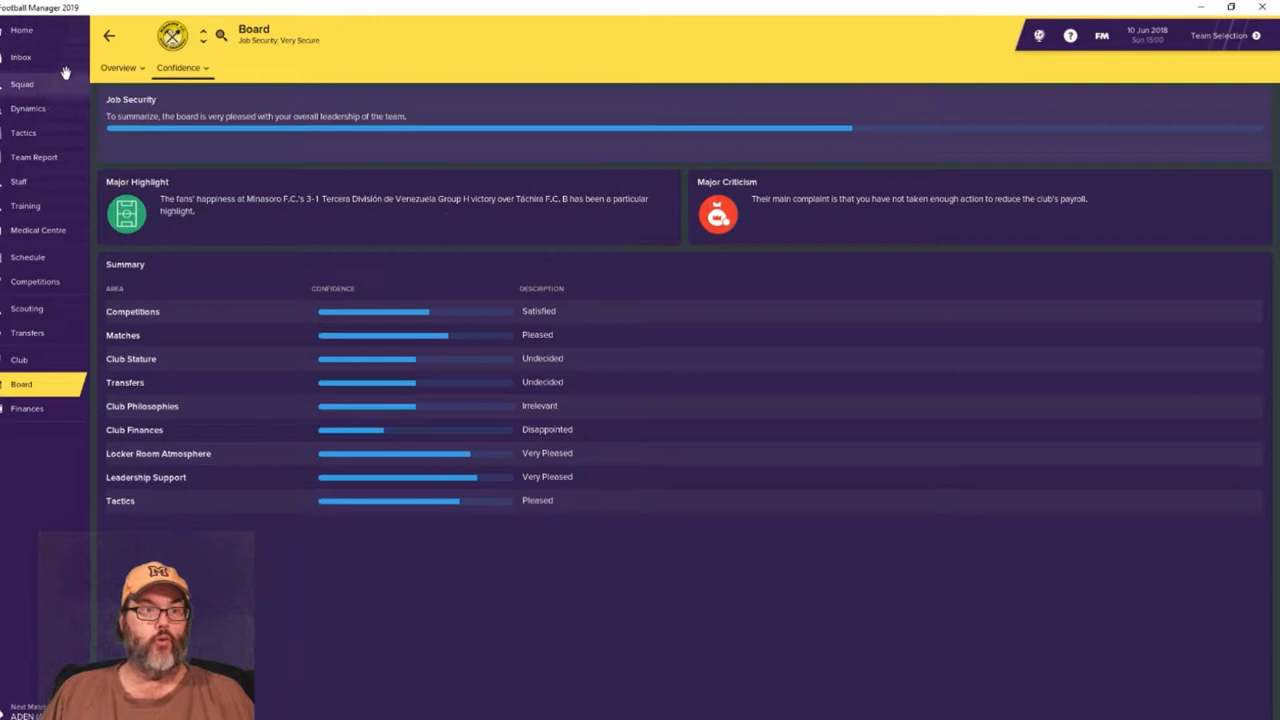 Football Manager 2019
Home
Inbox
Squad
Dynamics
Tactics
Team Report
Staff
Training
Medical Centre
Schedule
Competitions
Scouting
Transfers
Club
Board
Finances
Next Match
ADEN
Board
Job Security: Very Secure
Overview
Confidence
?
FM
10 Jun 2018
Sun 15:00
Team Selection
Job Security
To summarize, the board is very pleased with your overall leadership of the team.
Major Highlight
The fans' happiness at Minasoro F.C.'s 3-1 Tercera División de Venezuela Group H victory over Táchira F.C. B has been a particular
highlight.
Major Criticism
Their main complaint is that you have not taken enough action to reduce the club's payroll.
Summary
AREA CONFIDENCE DESCRIPTION
Competitions Satisfied
Matches Pleased
Club Stature Undecided
Transfers Undecided
Club Philosophies Irrelevant
Club Finances Disappointed
Locker Room Atmosphere Very Pleased
Leadership Support Very Pleased
Tactics Pleased
M